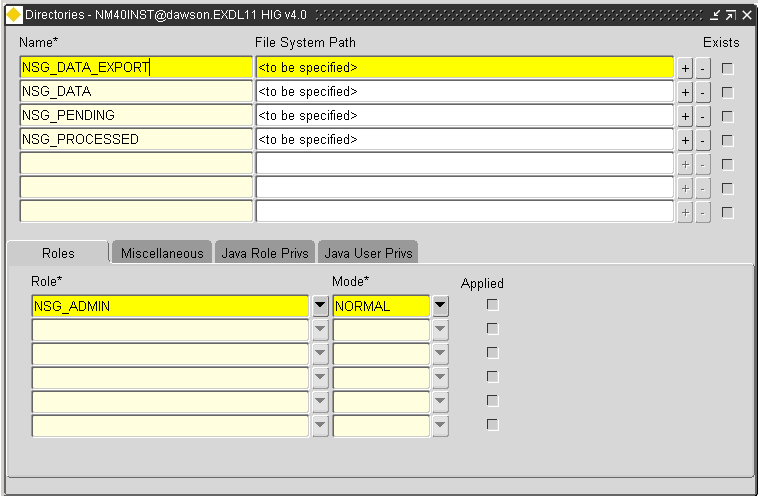 Directories - NM40INST@dawson.EXDL11 HIG v4.0
Name* File System Path Exists
NSG_DATA_EXPORT <to be specified> + -
NSG_DATA <to be specified> + -
NSG_PENDING <to be specified> + -
NSG_PROCESSED <to be specified> + -
+ -
+ -
+ -
Roles Miscellaneous Java Role Privs Java User Privs
Role* Mode* Applied
NSG_ADMIN NORMAL